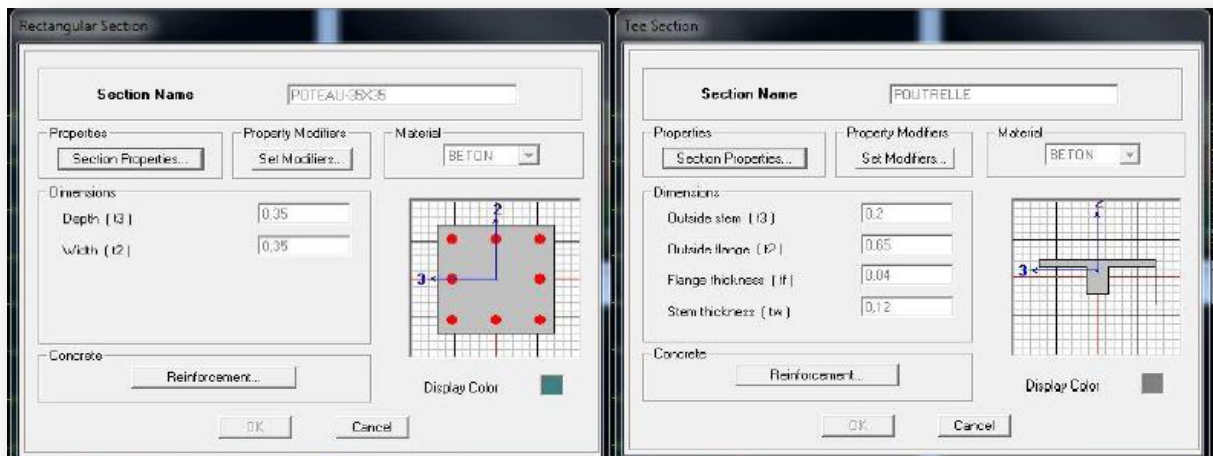 Rectangular Section
Section Name
POTEAU-35X35
Properties
Section Properties...
Property Modifiers
Set Modifiers...
Material
BETON
Dimensions
Depth ( t3 )
0,35
Width ( t2 )
0,35
2
3
Concrete
Reinforcement...
Display Color
OK
Cancel
Tee Section
Section Name
POUTRELLE
Properties
Section Properties...
Property Modifiers
Set Modifiers...
Material
BETON
Dimensions
Outside stem ( t3 )
0,2
Outside flange ( t2 )
0,65
Flange thickness ( tf )
0,04
Stem thickness ( tw )
0,12
2
3
Concrete
Reinforcement...
Display Color
OK
Cancel